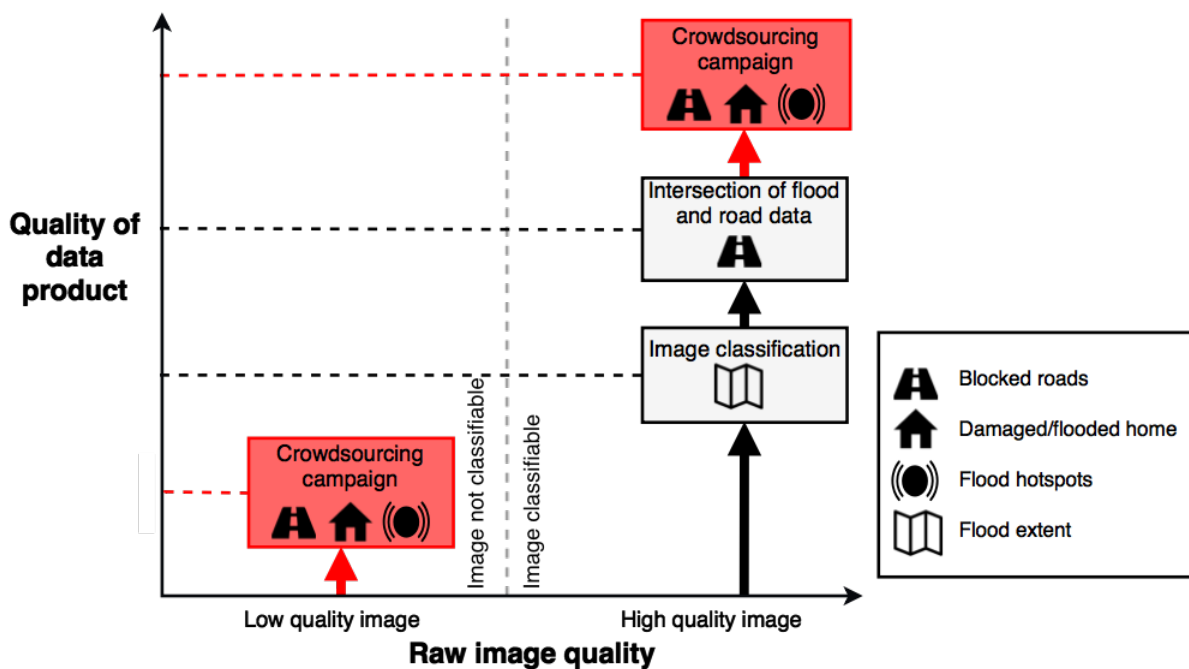 Crowdsourcing
campaign
Intersection of flood
and road data
Quality of
data
product
Image classification
Blocked roads
Damaged/flooded home
Flood hotspots
Flood extent
Crowdsourcing
campaign
Image not classifiable
Image classifiable
Low quality image
High quality image
Raw image quality